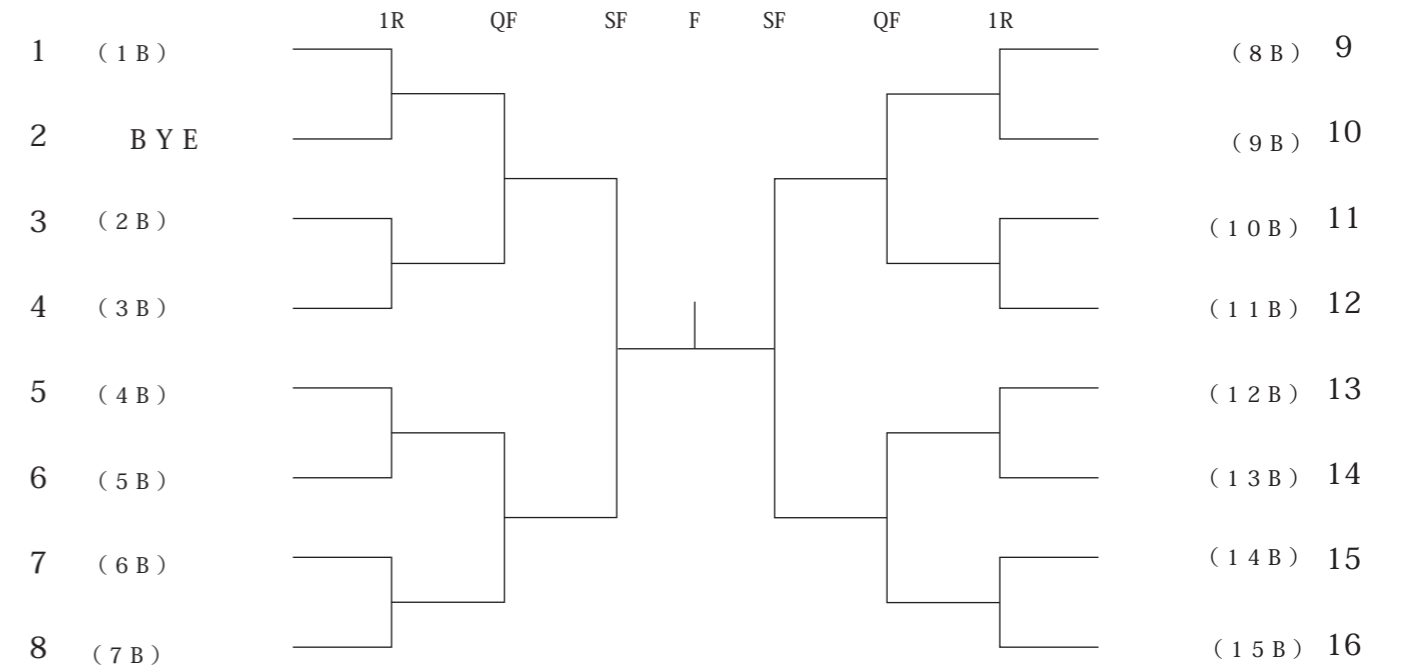 1R QF SF F SF QF 1R
1 (1B) (8B) 9
2 BYE (9B) 10
3 (2B) (10B) 11
4 (3B) (11B) 12
5 (4B) (12B) 13
6 (5B) (13B) 14
7 (6B) (14B) 15
8 (7B) (15B) 16